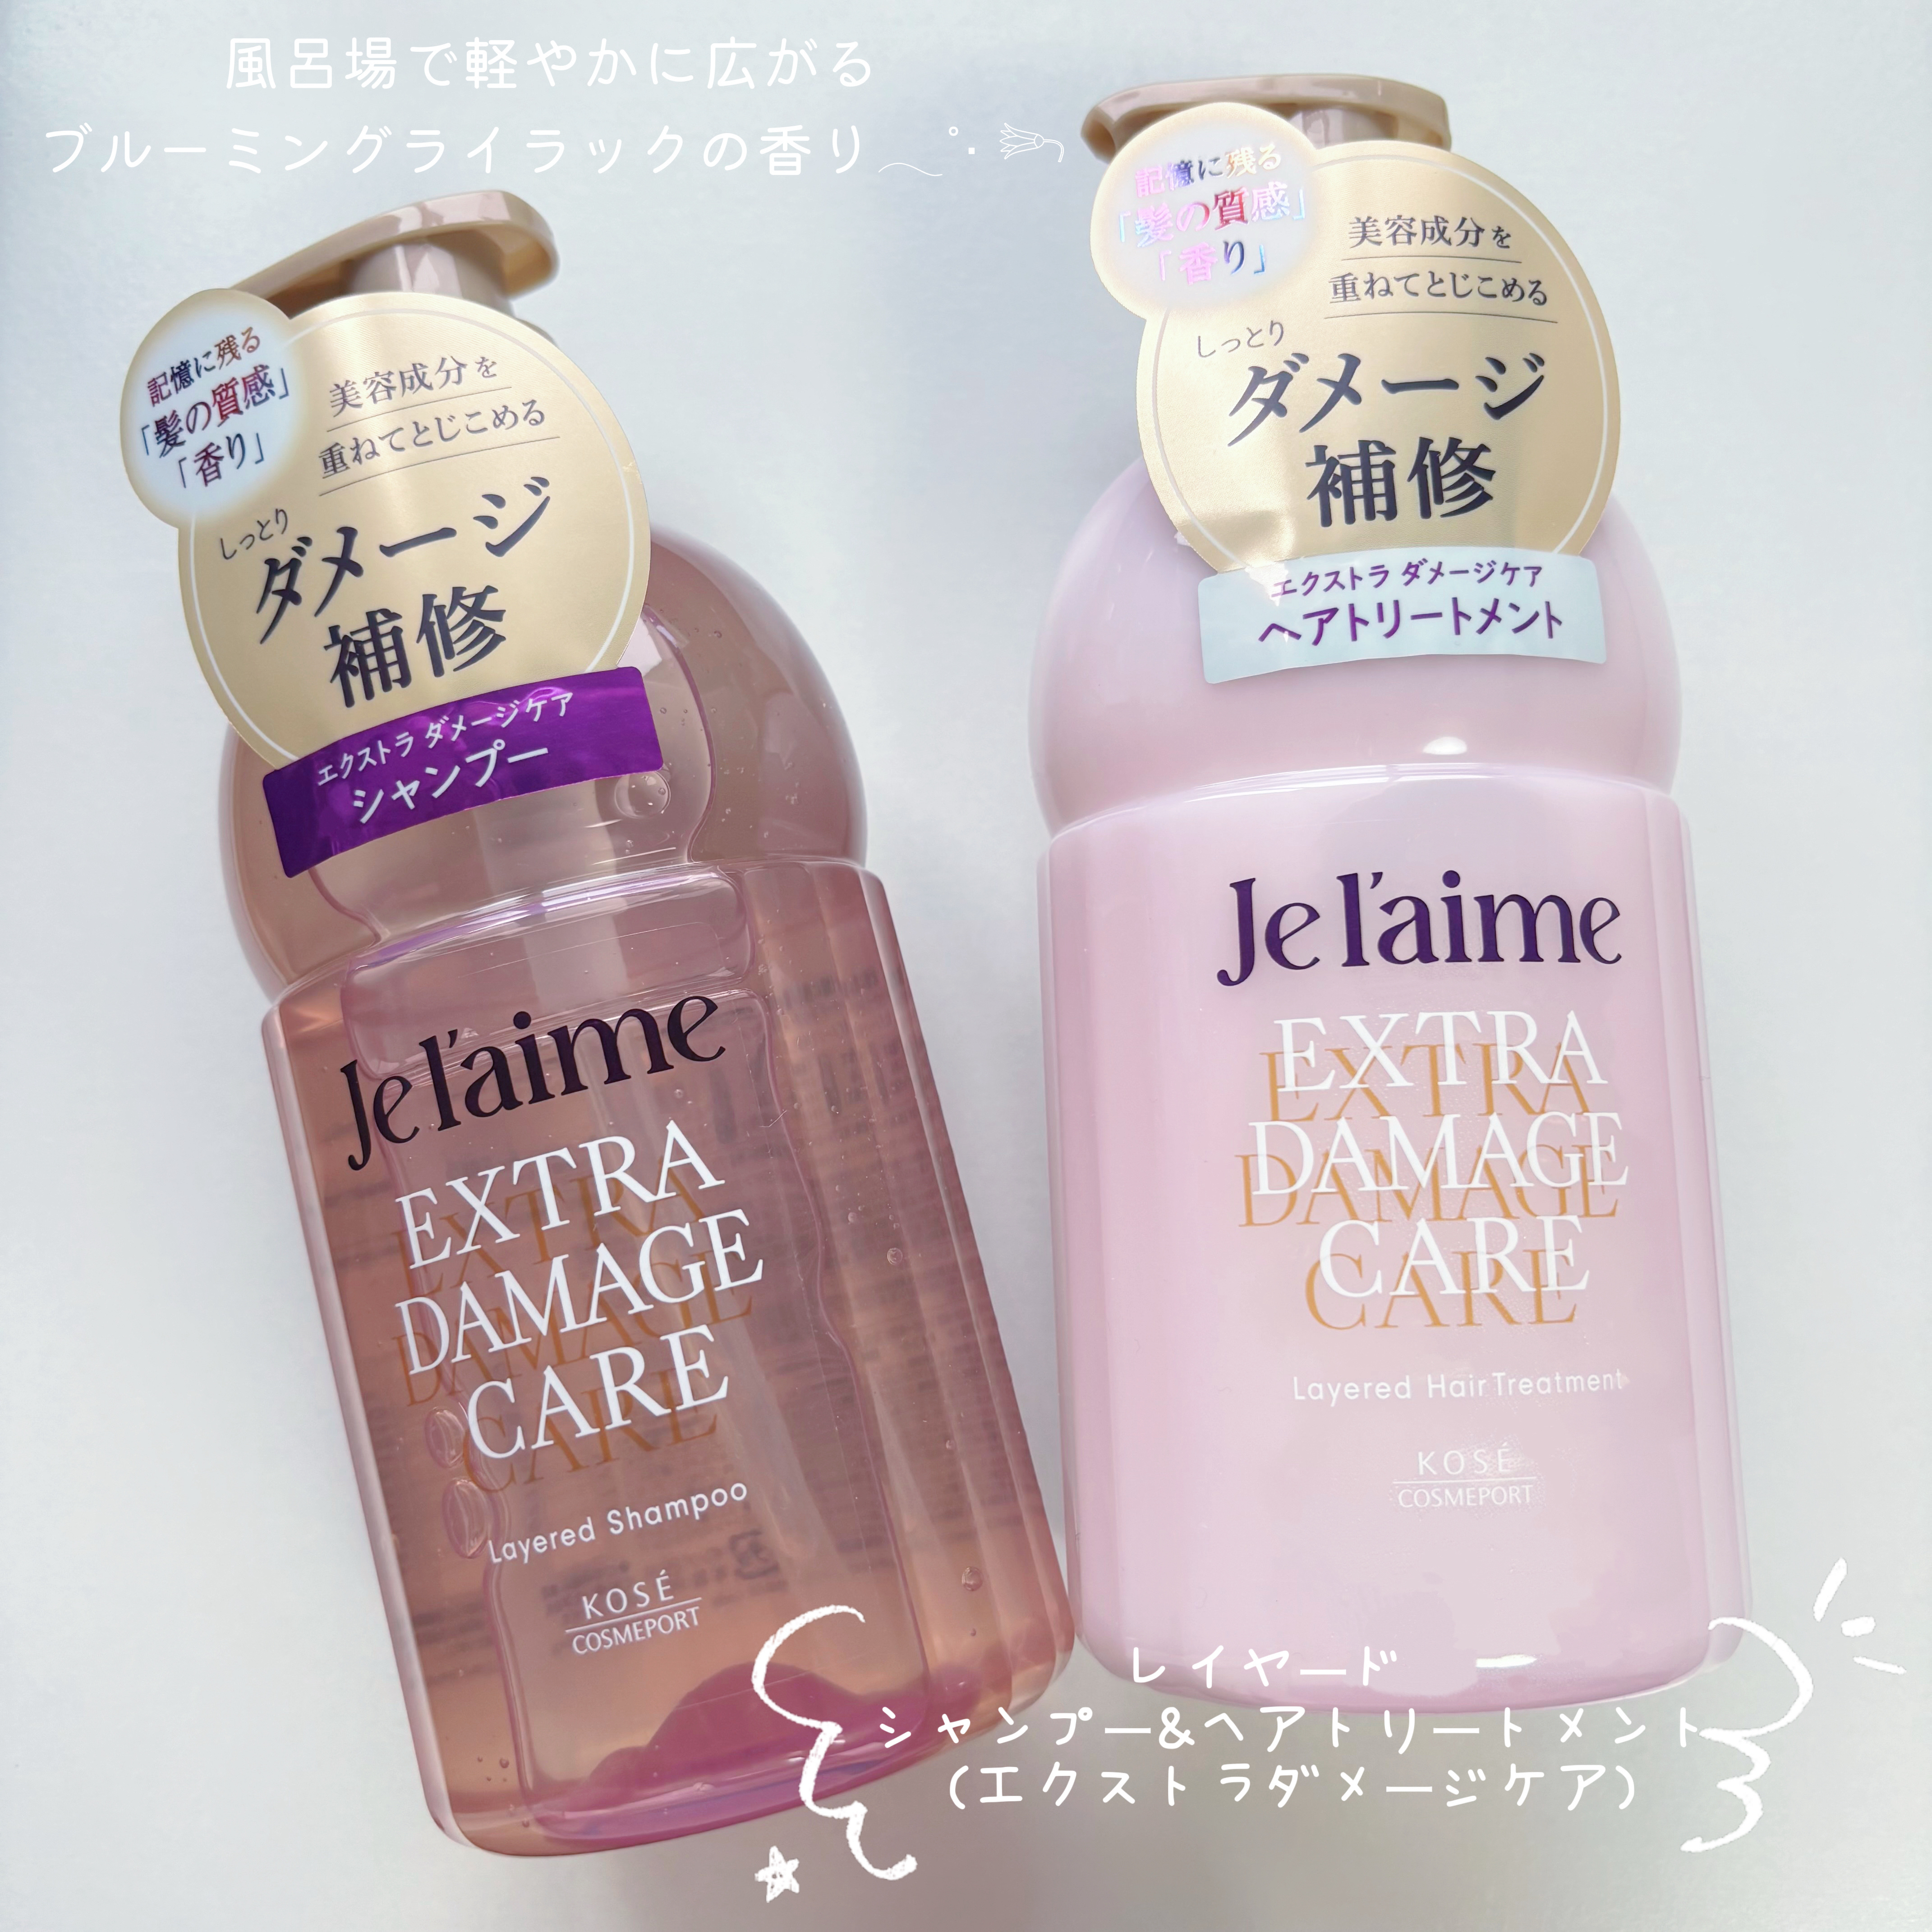 風呂場で軽やかに広がる
ブルーミングライラックの香り
記憶に残る
「髪の質感」
「香り」
美容成分を
重ねてとじこめる
しっとり
ダメージ
補修
エクストラ ダメージケア
シャンプー
Je l'aime
EXTRA
DAMAGE
CARE
Layered Shampoo
KOSÉ
COSMEPORT
記憶に残る
「髪の質感」
「香り」
美容成分を
重ねてとじこめる
しっとり
ダメージ
補修
エクストラ ダメージケア
ヘアトリートメント
Je l'aime
EXTRA
DAMAGE
CARE
Layered Hair Treatment
KOSÉ
COSMEPORT
レイヤード
シャンプー&ヘアトリートメント
(エクストラダメージケア)